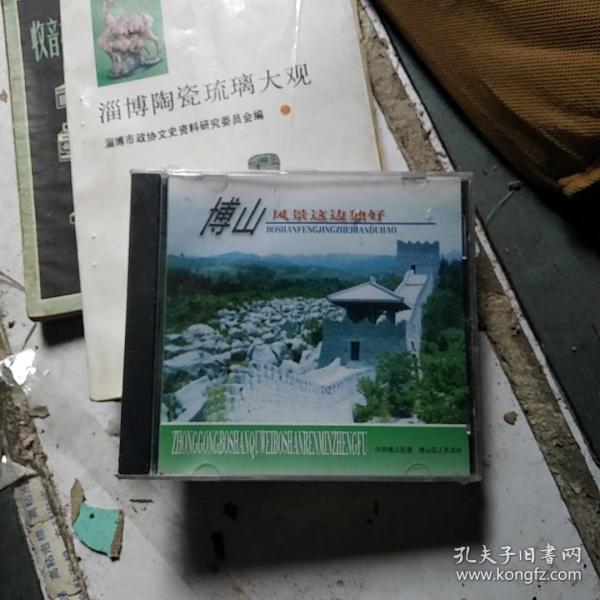 收音
淄博陶瓷琉璃大观
淄博市政协文史资料研究委员会编
博山 风景这边独好
BOSHANFENGJINGZHEBIANDUHAO
ZHONGGONGBOSHANQUWEIBOSHANRENMINZHENGFU
中共博山区委 博山区人民政府
孔夫子旧书网
www.kongfz.com